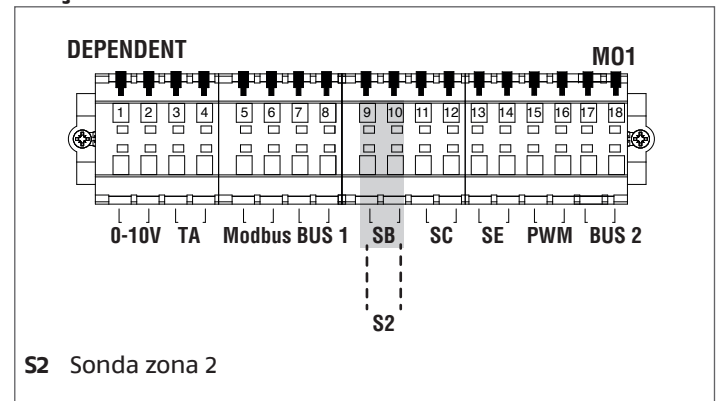 DEPENDENT
M01
1 2 3 4 5 6 7 8 9 10 11 12 13 14 15 16 17 18
0-10V TA Modbus BUS 1 SB SC SE PWM BUS 2
S2
S2 Sonda zona 2